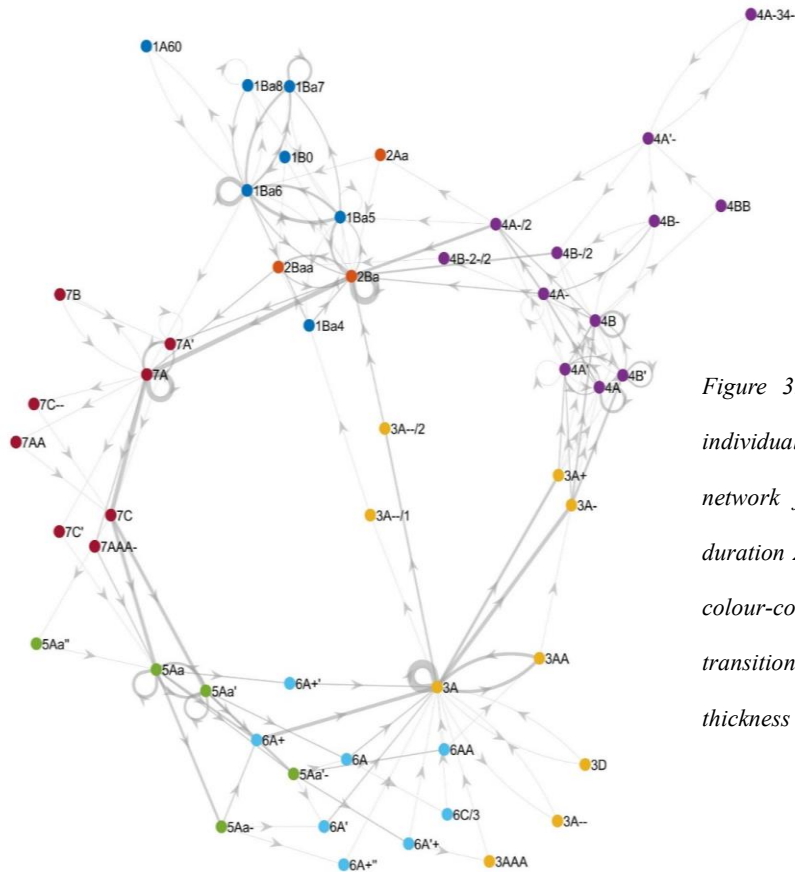 4A-34-
1A60
1Ba8
1Ba7
4A'-
1B0
2Aa
1Ba6
4BB
1Ba5
4B-
4A-/2
4B-/2
4B-2-/2
2Baa
2Ba
7B
4A-
1Ba4
4B
7A'
4A'
7A
4B'
4A
Figure 3
7C--
individual
3A--/2
7AA
network f
3A+
duration
7C
3A--/1
3A-
colour-co
7C'
7AAA-
transition
5Aa"
3AA
5Aa
6A+'
3A
5Aa'
thickness
6A+
6A
6AA
5Aa'-
3D
6C/3
5Aa-
6A'
3A--
6A'+
6A+"
3AAA